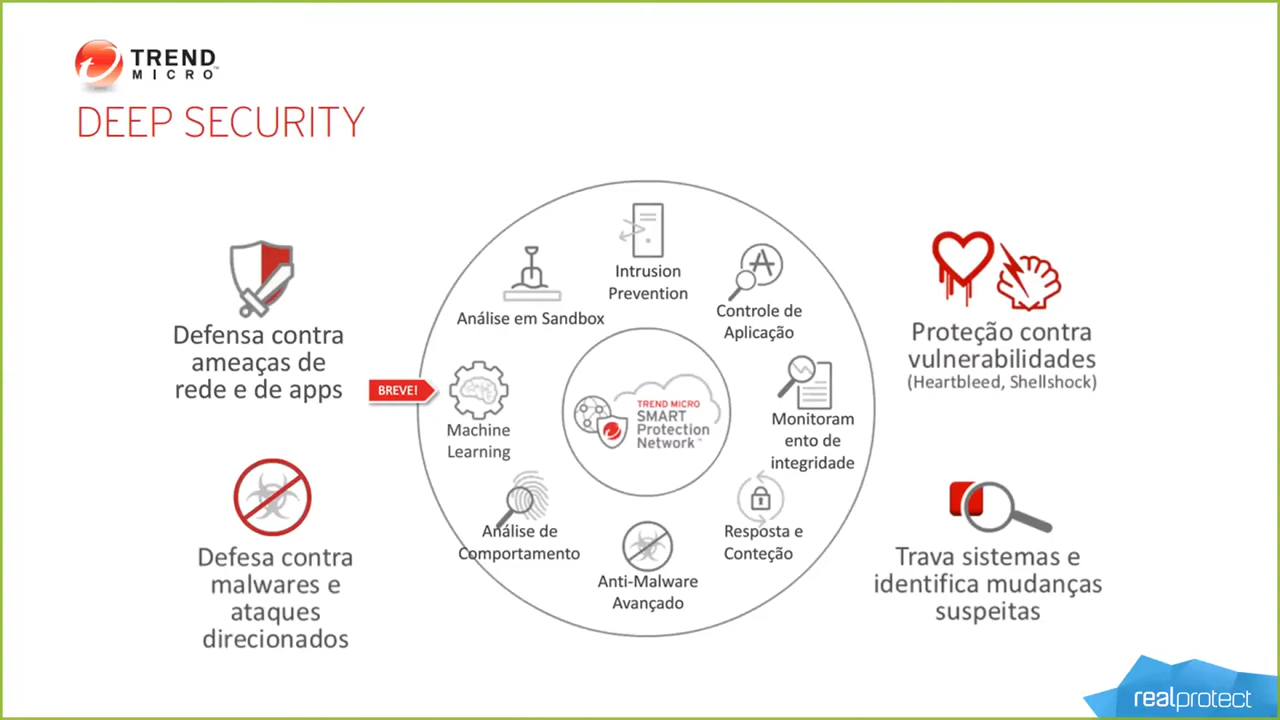 TREND
MICRO™
DEEP SECURITY
Defensa contra
ameaças de
rede e de apps
Defesa contra
malwares e
ataques
direcionados
BREVE!
Intrusion
Prevention
Controle de
Aplicação
Monitoram
ento de
integridade
Resposta e
Conteção
Anti-Malware
Avançado
Análise de
Comportamento
Machine
Learning
Análise em Sandbox
TREND MICRO
SMART
Protection
Network™
Proteção contra
vulnerabilidades
(Heartbleed, Shellshock)
Trava sistemas e
identifica mudanças
suspeitas
realprotect